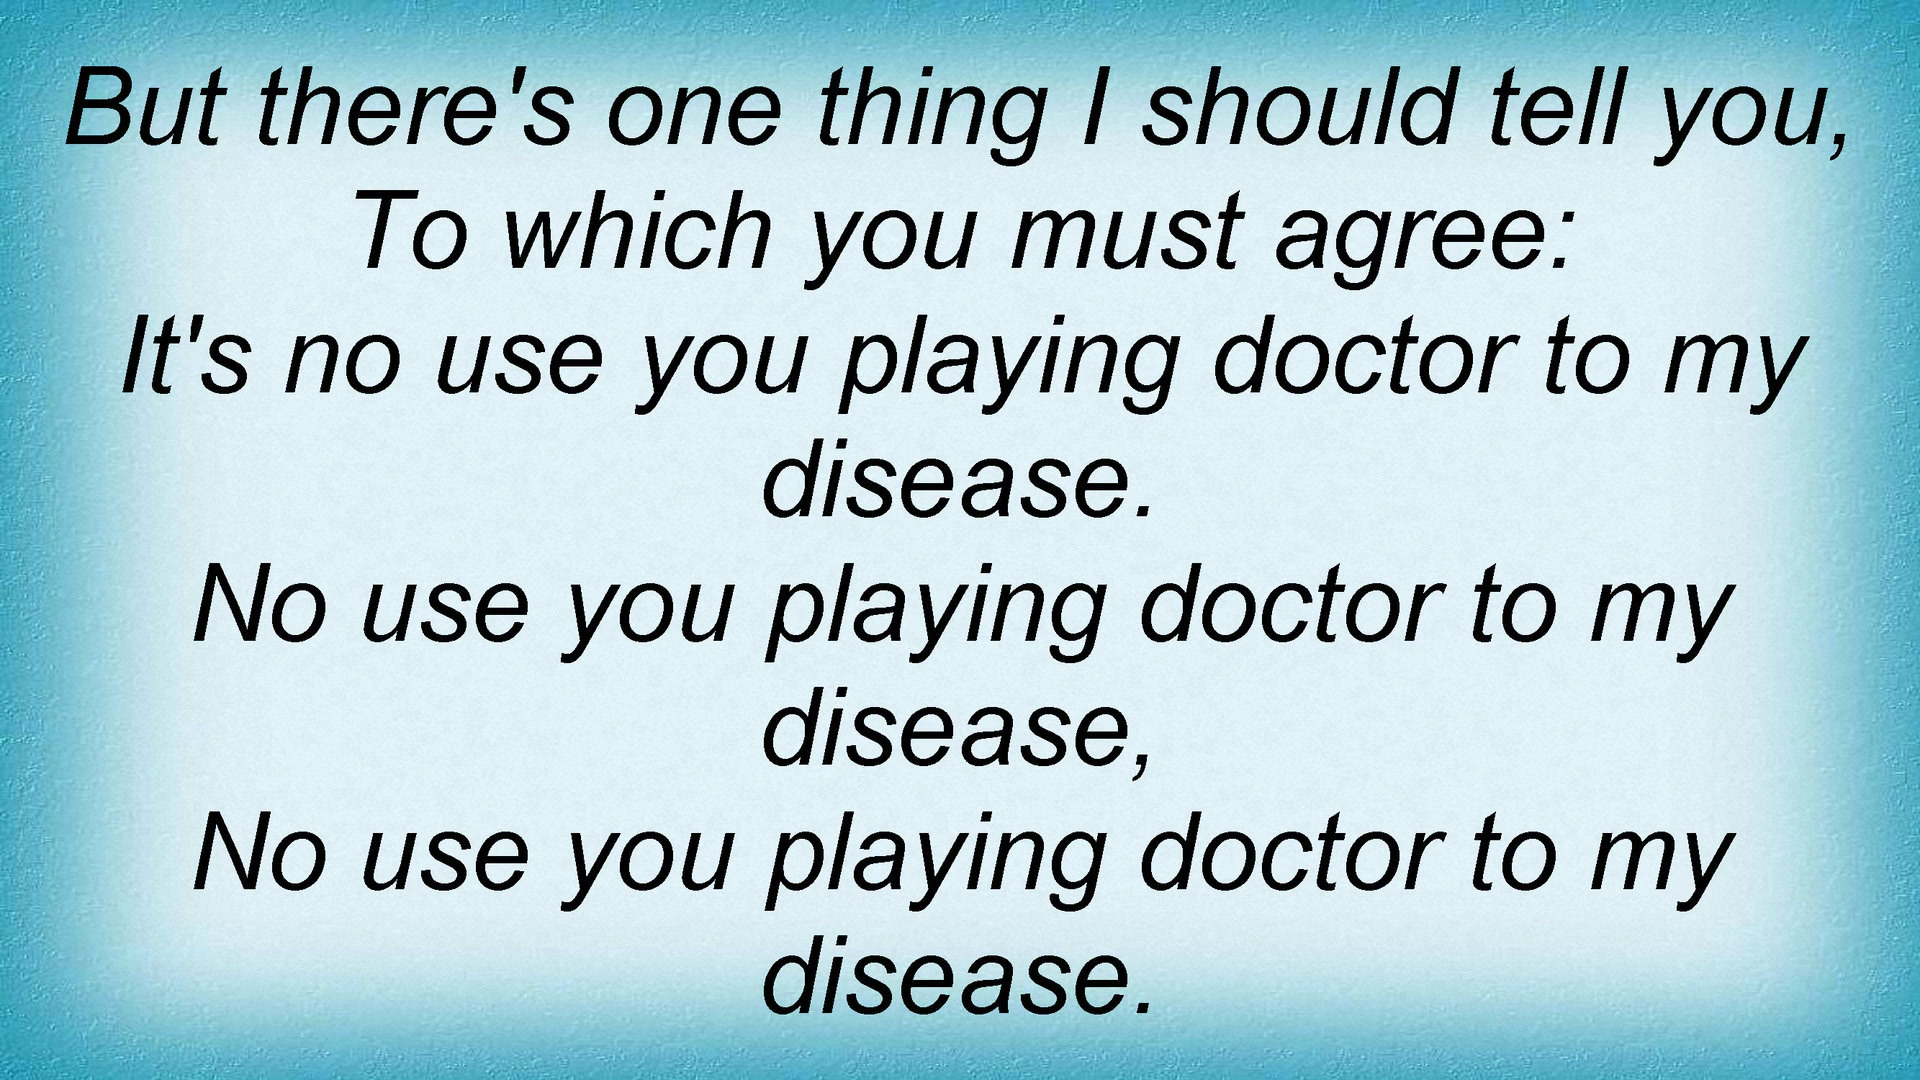 But there's one thing I should tell you,
To which you must agree:
It's no use you playing doctor to my
disease.
No use you playing doctor to my
disease,
No use you playing doctor to my
disease.